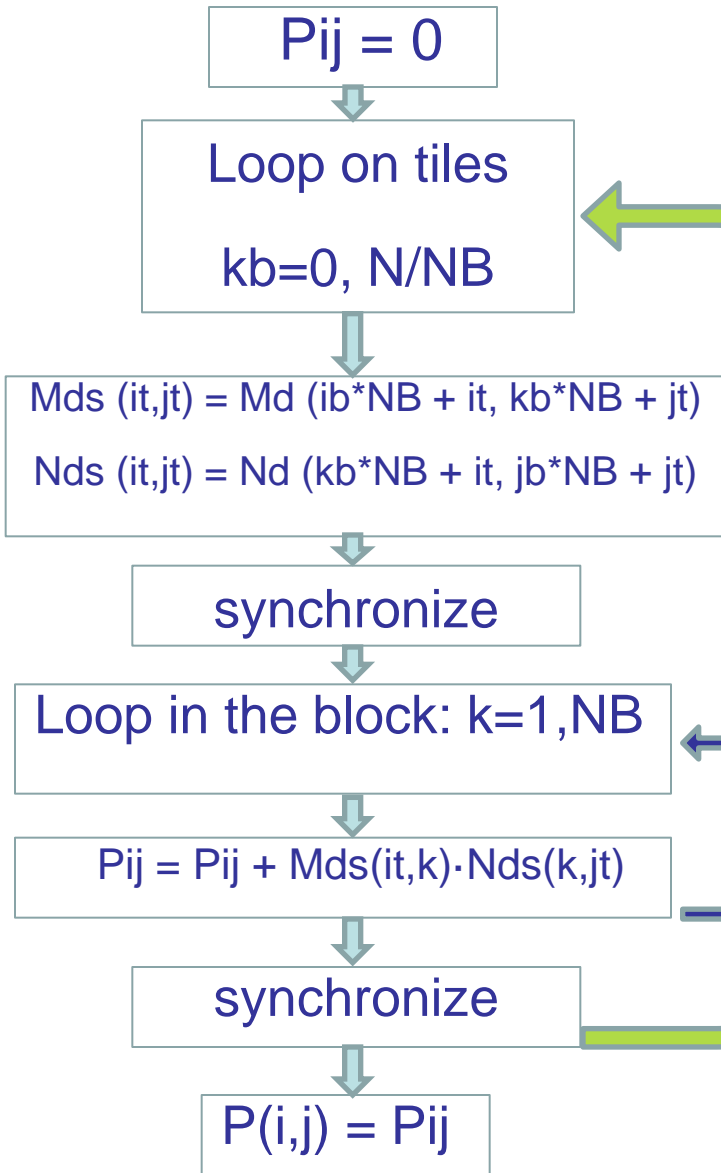 Pij = 0
Loop on tiles
kb=0, N/NB
Mds (it,jt) = Md (ib*NB + it, kb*NB + jt)
Nds (it,jt) = Nd (kb*NB + it, jb*NB + jt)
synchronize
Loop in the block: k=1,NB
Pij = Pij + Mds(it,k)·Nds(k,jt)
synchronize
P(i,j) = Pij